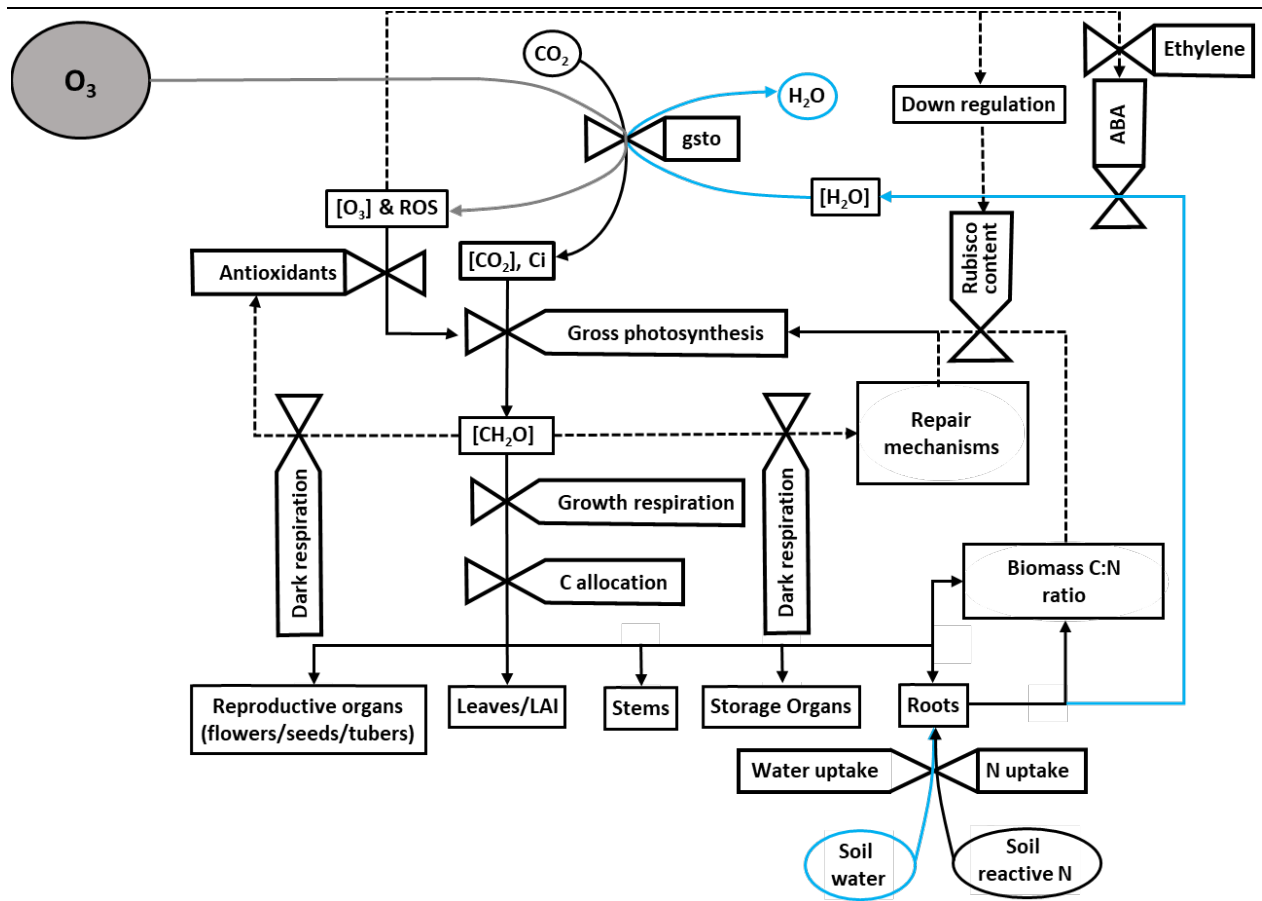 O₃
CO₂
H₂O
Ethylene
Down regulation
ABA
gsto
[O₃] & ROS
[H₂O]
Antioxidants
[CO₂], Ci
Rubisco
content
Gross photosynthesis
[CH₂O]
Repair
mechanisms
Dark respiration
Growth respiration
Dark respiration
C allocation
Biomass C:N
ratio
Reproductive organs
(flowers/seeds/tubers)
Leaves/LAI
Stems
Storage Organs
Roots
Water uptake
N uptake
Soil
water
Soil
reactive N